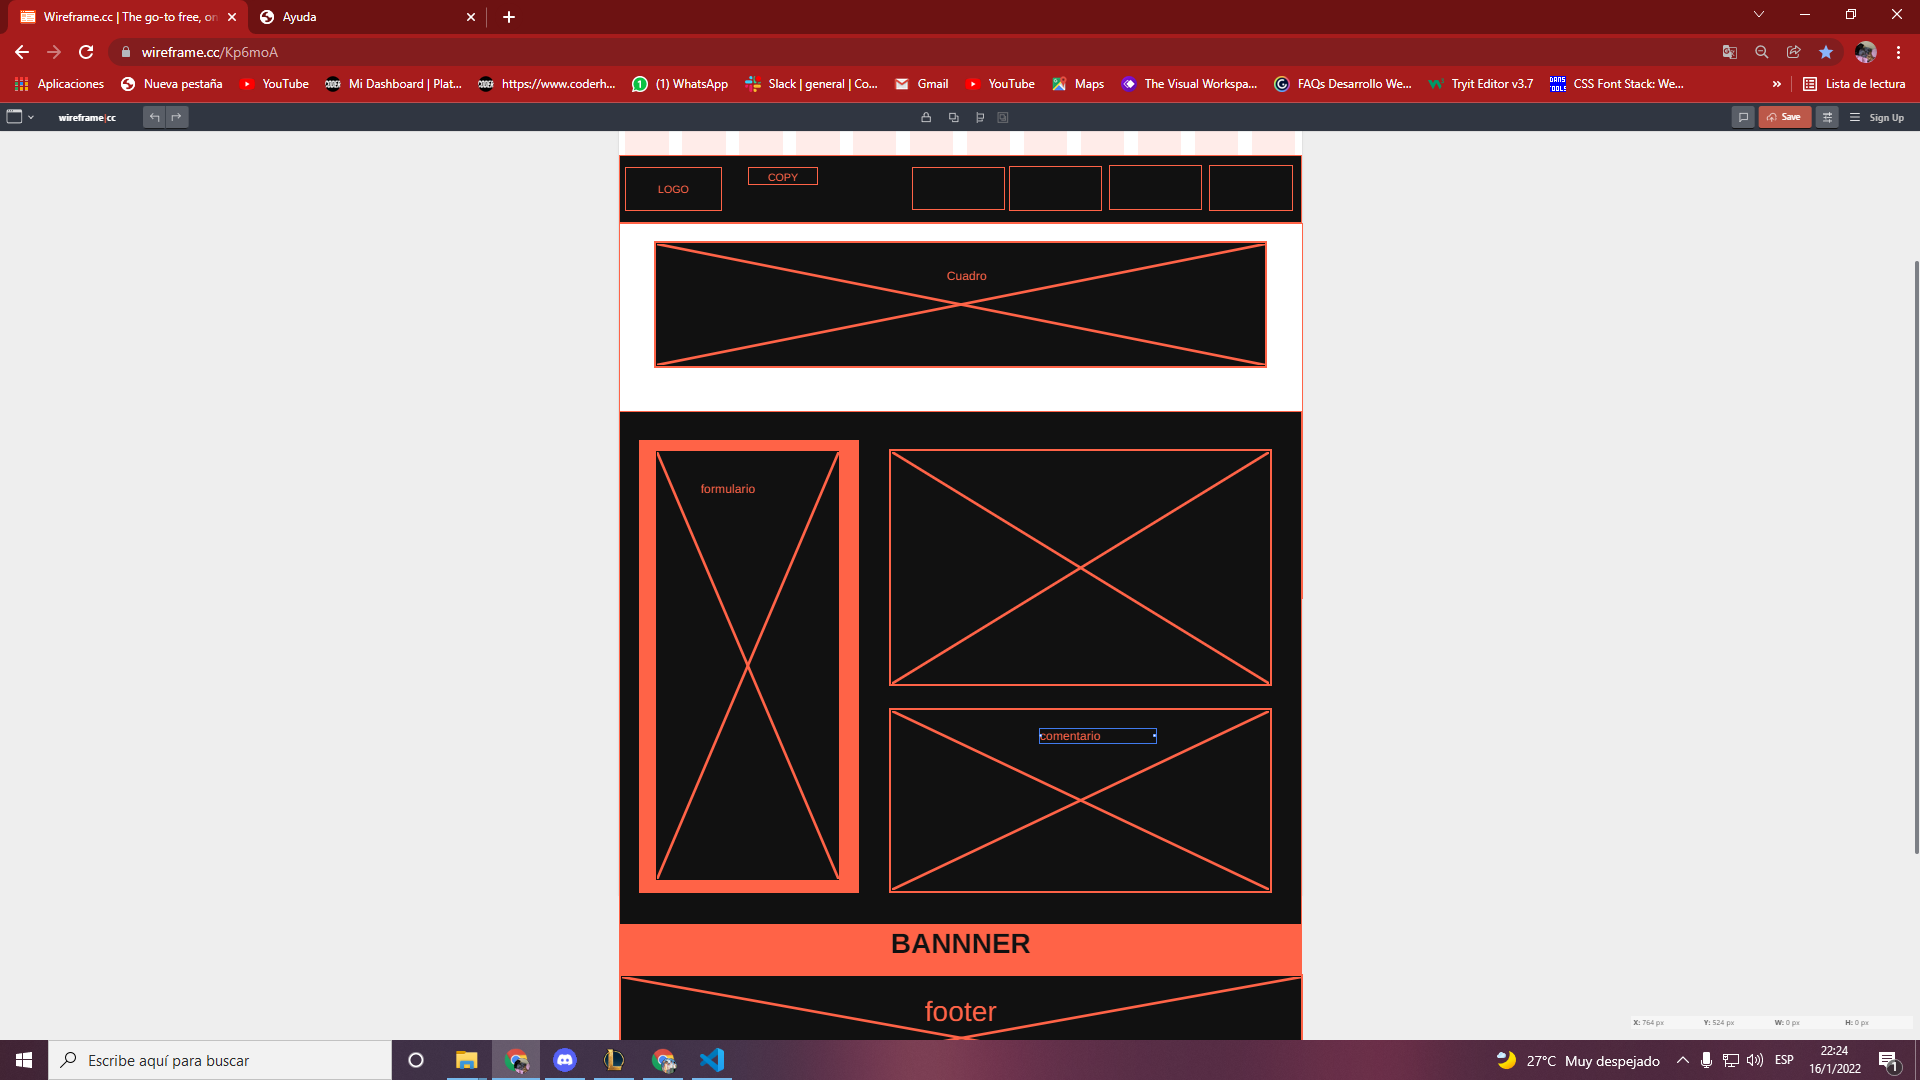 Wireframe.cc | The go-to free, on
Ayuda
wireframe.cc/Kp6moA
Aplicaciones
Nueva pestaña
YouTube
Mi Dashboard | Plat...
https://www.coderh...
(1) WhatsApp
Slack | general | Co...
Gmail
YouTube
Maps
The Visual Workspa...
FAQs Desarrollo We...
Tryit Editor v3.7
CSS Font Stack: We...
»
Lista de lectura
wireframe|cc
Save
Sign Up
LOGO
COPY
Cuadro
formulario
comentario
BANNNER
footer
X: 764 px Y: 524 px W: 0 px H: 0 px
Escribe aquí para buscar
27°C Muy despejado
ESP
22:24
16/1/2022
1